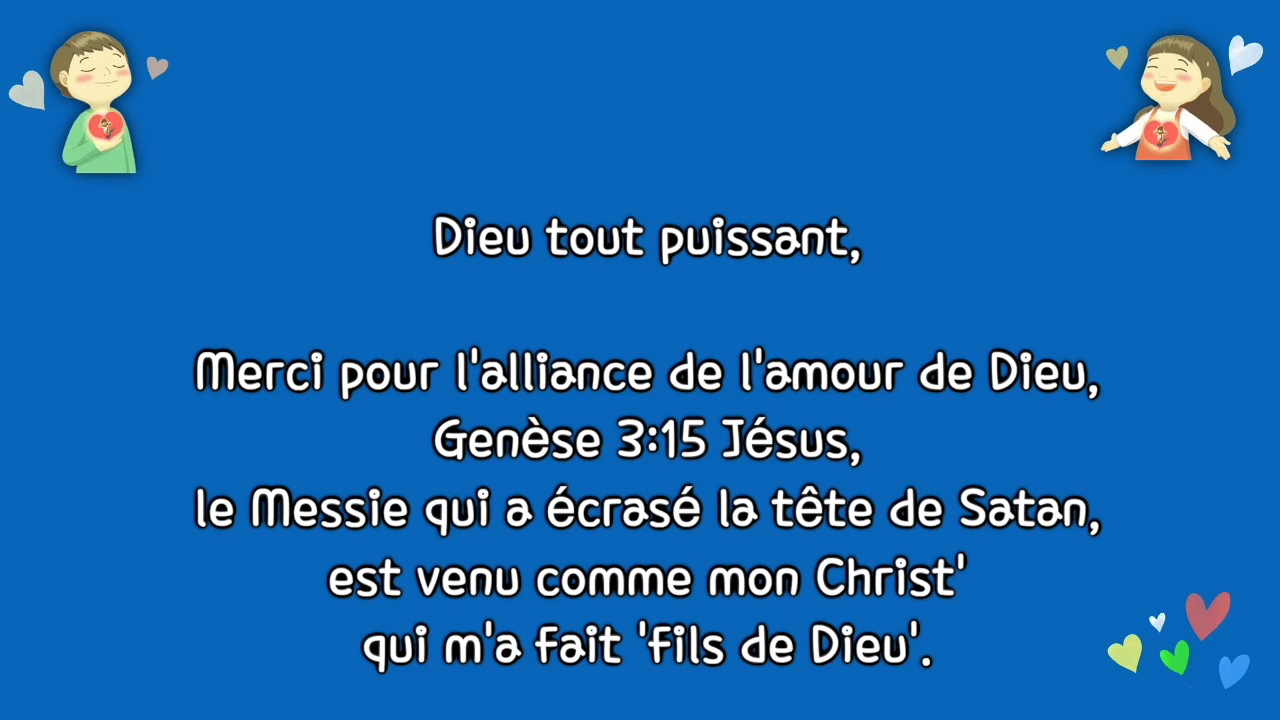 Dieu tout puissant,
Merci pour l'alliance de l'amour de Dieu,
Genèse 3:15 Jésus,
le Messie qui a écrasé la tête de Satan,
est venu comme mon Christ'
qui m'a fait 'fils de Dieu'.